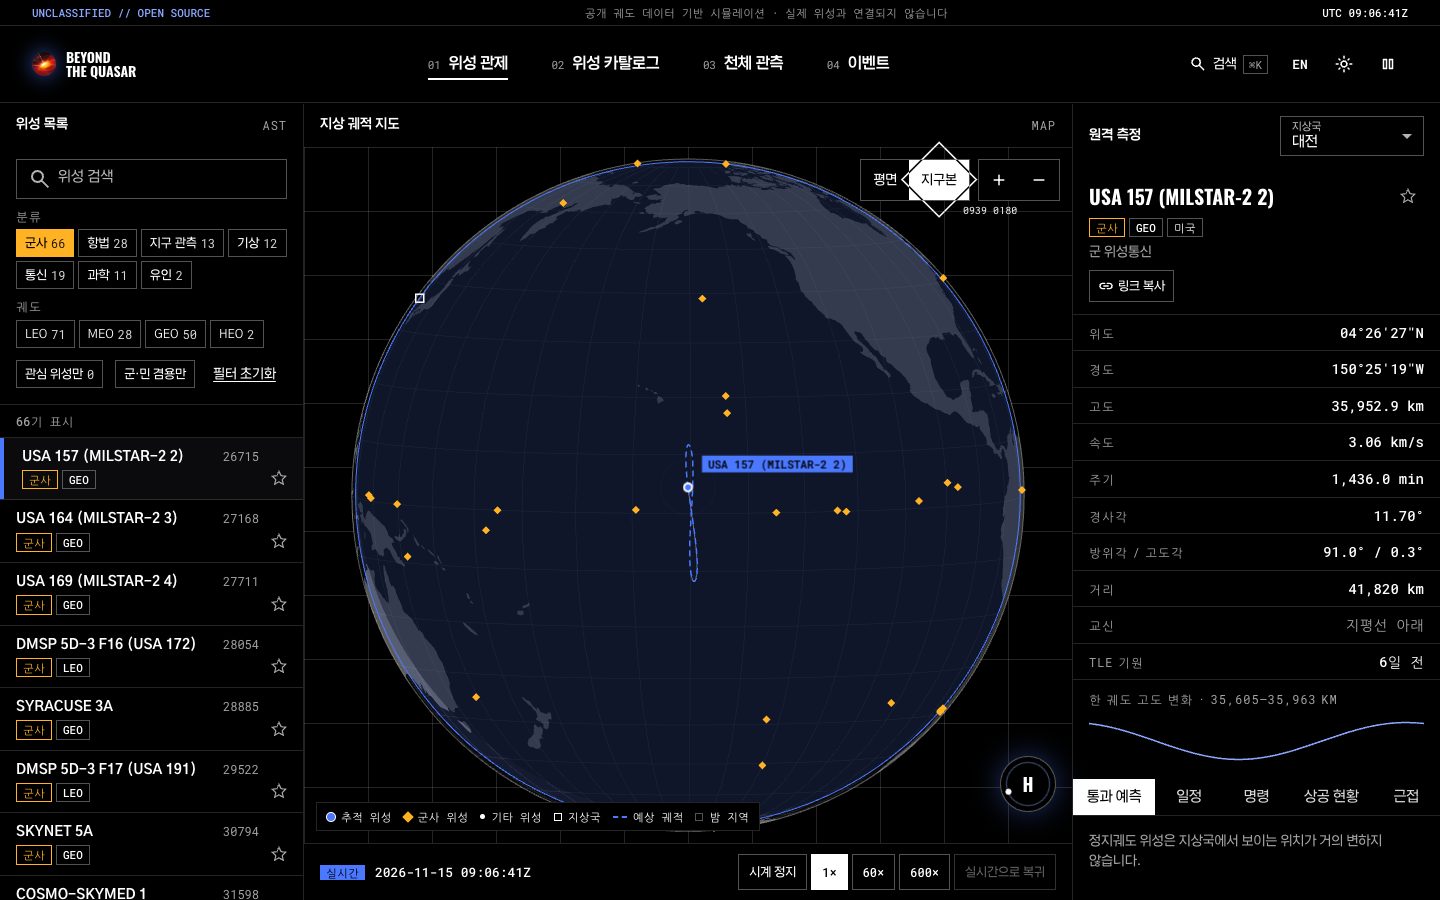 UNCLASSIFIED // OPEN SOURCE
공개 궤도 데이터 기반 시뮬레이션 · 실제 위성과 연결되지 않습니다
UTC 09:06:41Z
BEYOND
THE QUASAR
01 위성 관제
02 위성 카탈로그
03 천체 관측
04 이벤트
검색 ⌘K
EN
위성 목록
AST
위성 검색
분류
군사 66
항법 28
지구 관측 13
기상 12
통신 19
과학 11
유인 2
궤도
LEO 71
MEO 28
GEO 50
HEO 2
관심 위성만 0
군·민 겸용만
필터 초기화
66기 표시
USA 157 (MILSTAR-2 2) 26715
군사 GEO
USA 164 (MILSTAR-2 3) 27168
군사 GEO
USA 169 (MILSTAR-2 4) 27711
군사 GEO
DMSP 5D-3 F16 (USA 172) 28054
군사 LEO
SYRACUSE 3A 28885
군사 GEO
DMSP 5D-3 F17 (USA 191) 29522
군사 LEO
SKYNET 5A 30794
군사 GEO
COSMO-SKYMED 1 31598
지상 궤적 지도
MAP
평면
지구본
+
−
0939 0180
USA 157 (MILSTAR-2 2)
H
추적 위성
군사 위성
기타 위성
지상국
예상 궤적
밤 지역
실시간 2026-11-15 09:06:41Z
시계 정지
1×
60×
600×
실시간으로 복귀
원격 측정
지상국
대전
USA 157 (MILSTAR-2 2)
군사 GEO 미국
군 위성통신
링크 복사
위도 04°26'27"N
경도 150°25'19"W
고도 35,952.9 km
속도 3.06 km/s
주기 1,436.0 min
경사각 11.70°
방위각 / 고도각 91.0° / 0.3°
거리 41,820 km
교신 지평선 아래
TLE 기원 6일 전
한 궤도 고도 변화 · 35,605—35,963 KM
통과 예측
일정
명령
상공 현황
근접
정지궤도 위성은 지상국에서 보이는 위치가 거의 변하지
않습니다.